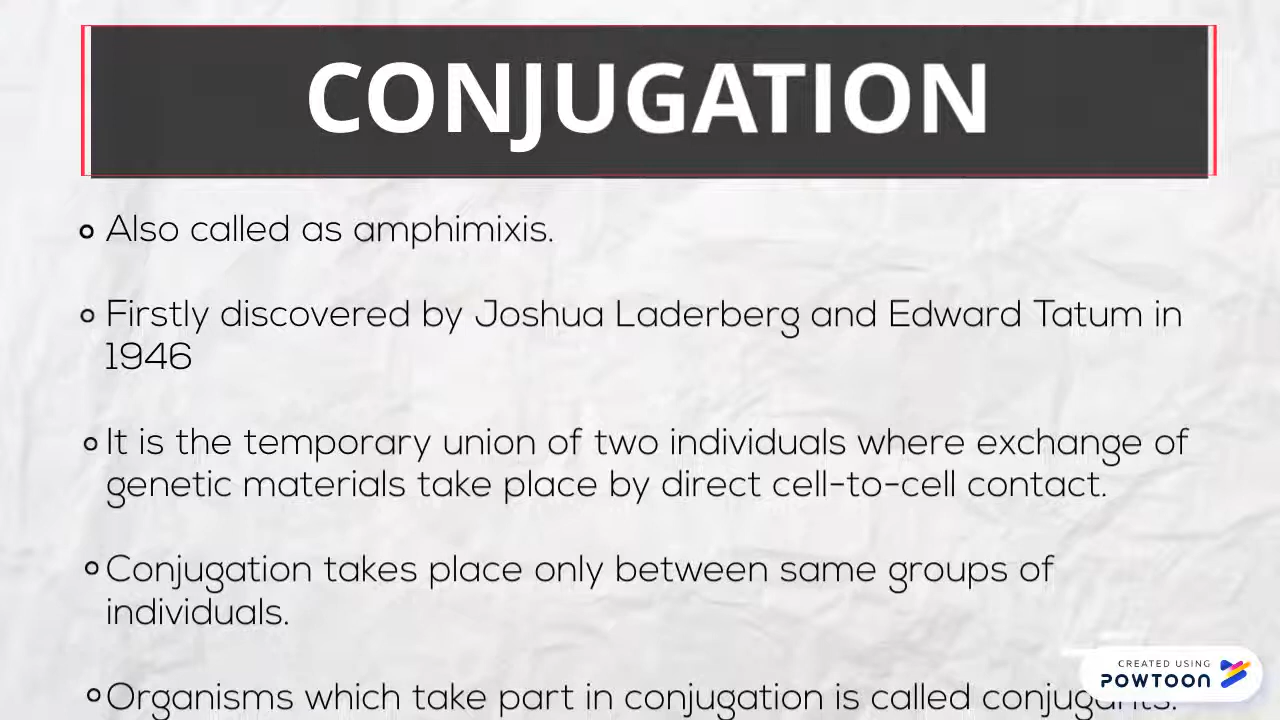 CONJUGATION
Also called as amphimixis.
Firstly discovered by Joshua Laderberg and Edward Tatum in
1946
It is the temporary union of two individuals where exchange of
genetic materials take place by direct cell-to-cell contact.
Conjugation takes place only between same groups of
individuals.
Organisms which take part in conjugation is called conjugants.
CREATED USING
POWTOON